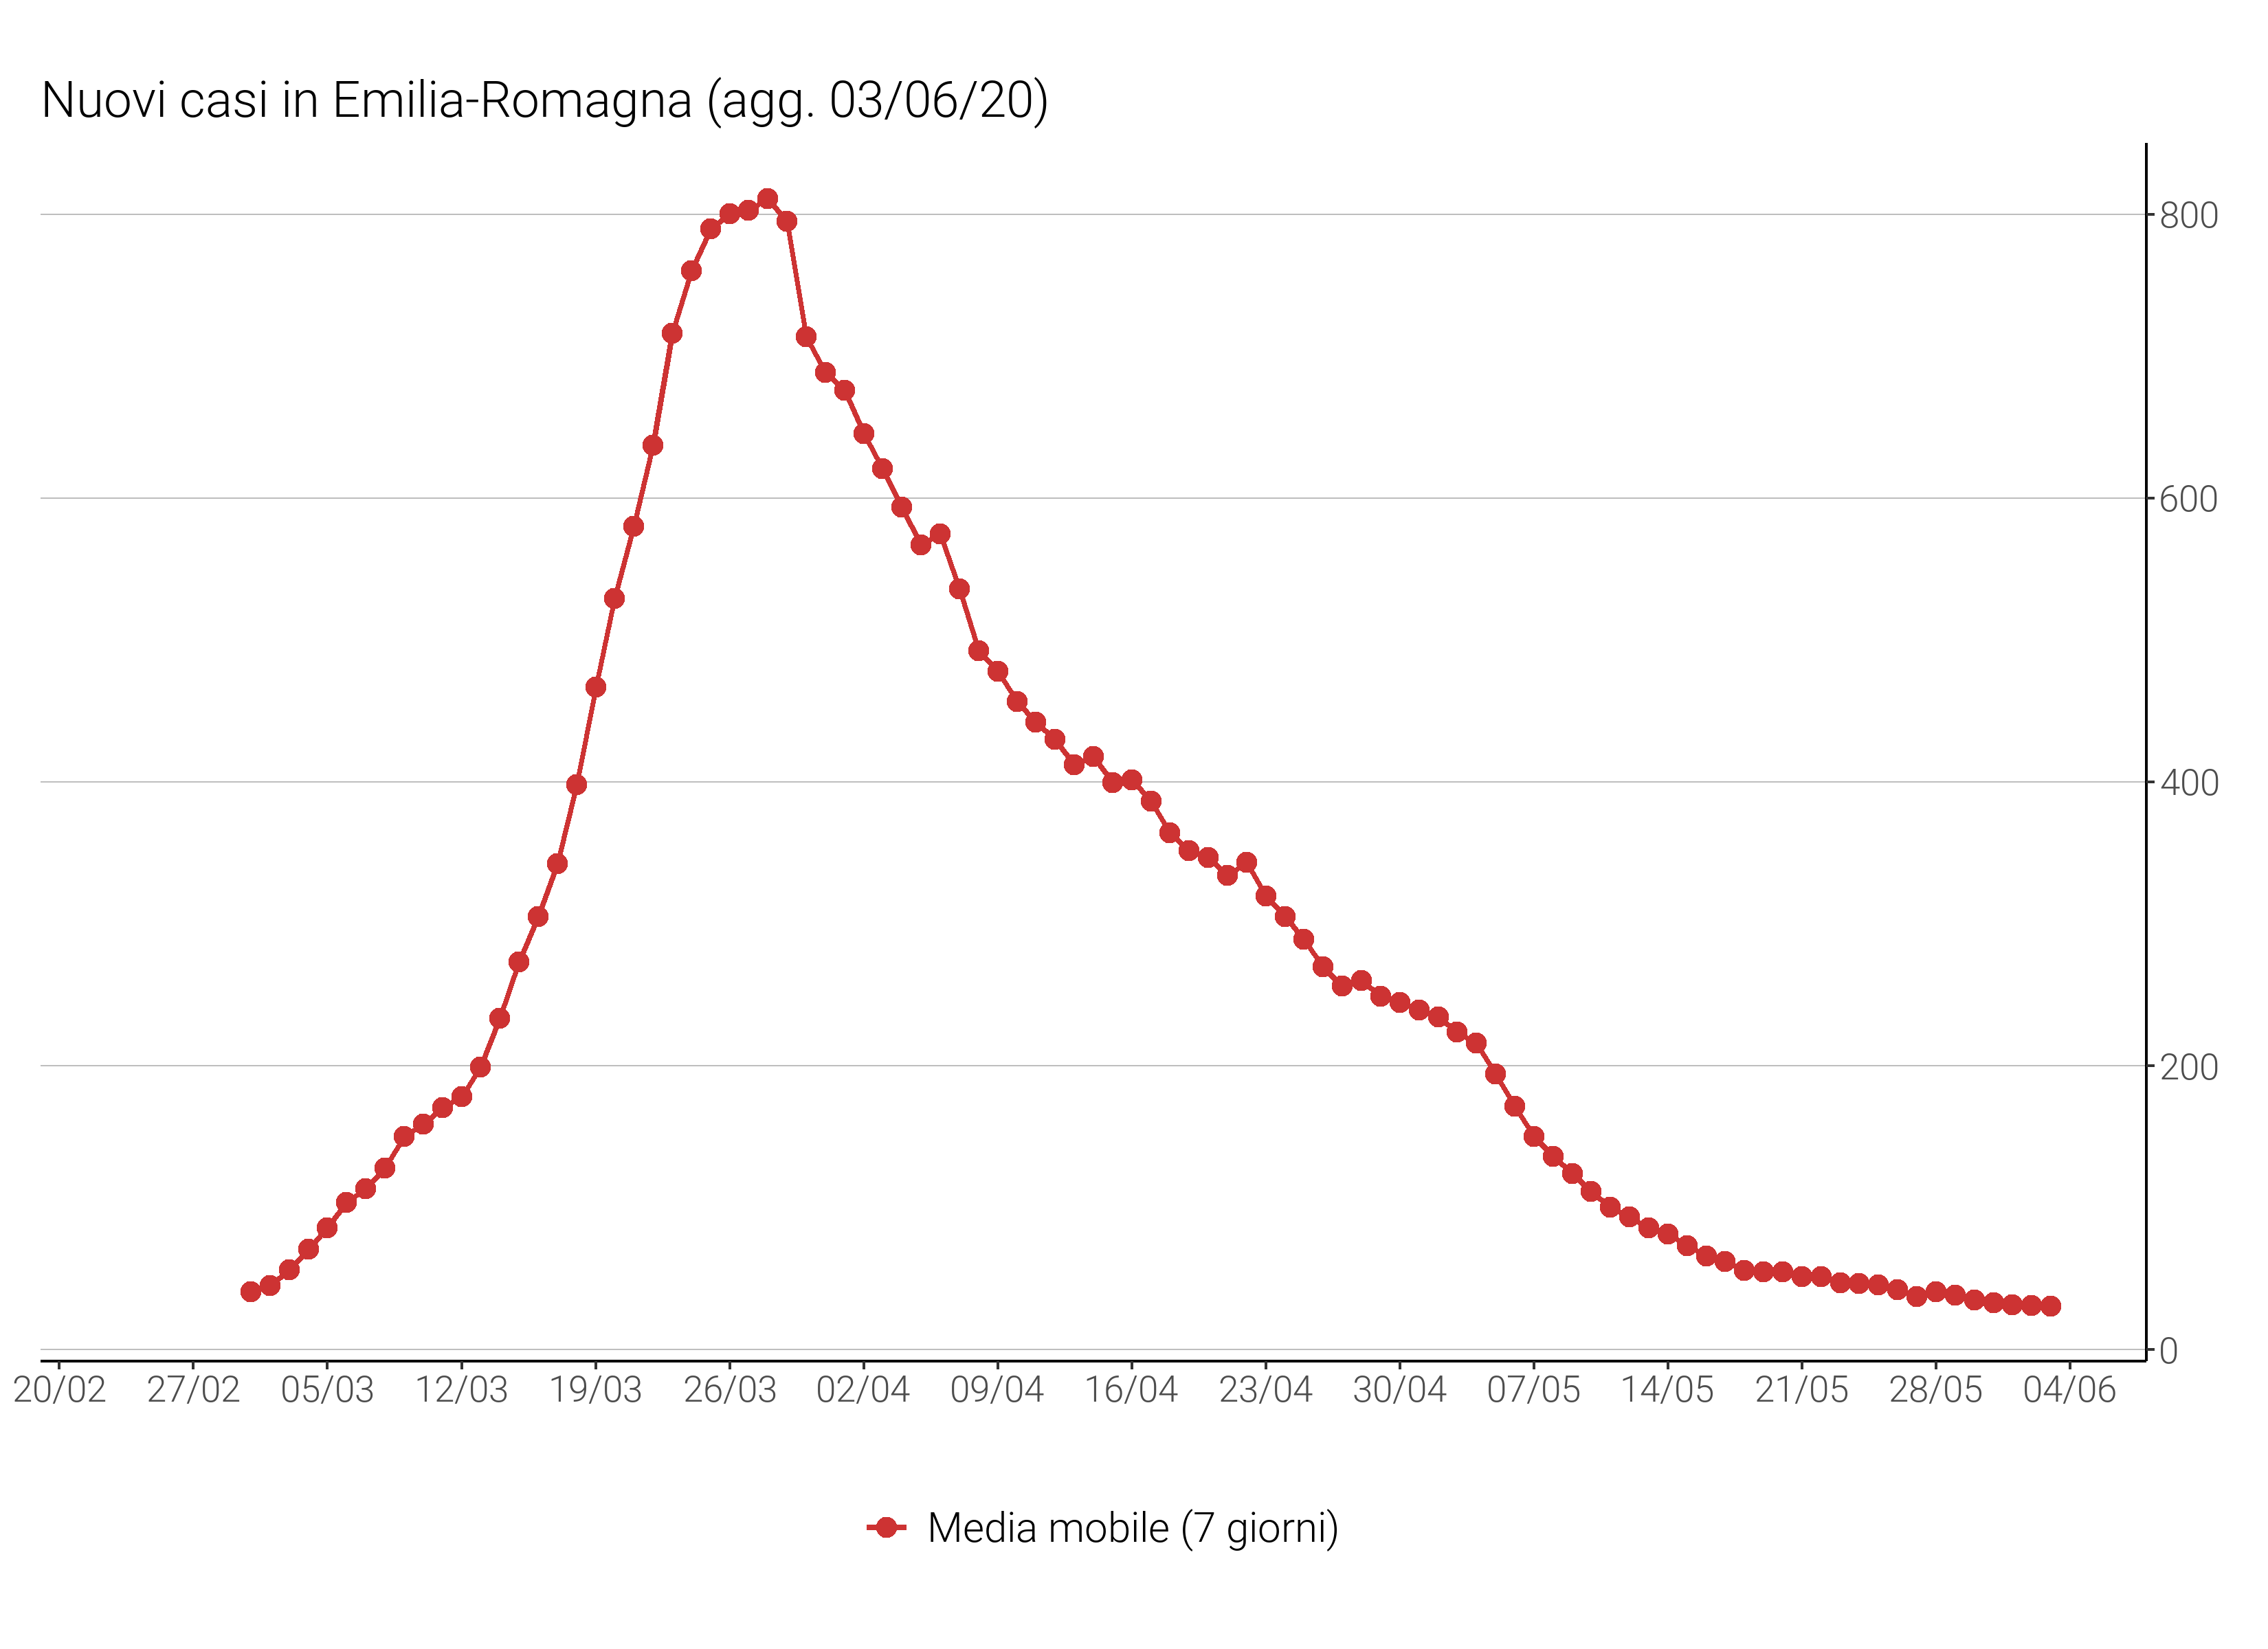 Nuovi casi in Emilia-Romagna (agg. 03/06/20)
800
600
400
200
0
20/02 27/02 05/03 12/03 19/03 26/03 02/04 09/04 16/04 23/04 30/04 07/05 14/05 21/05 28/05 04/06
Media mobile (7 giorni)